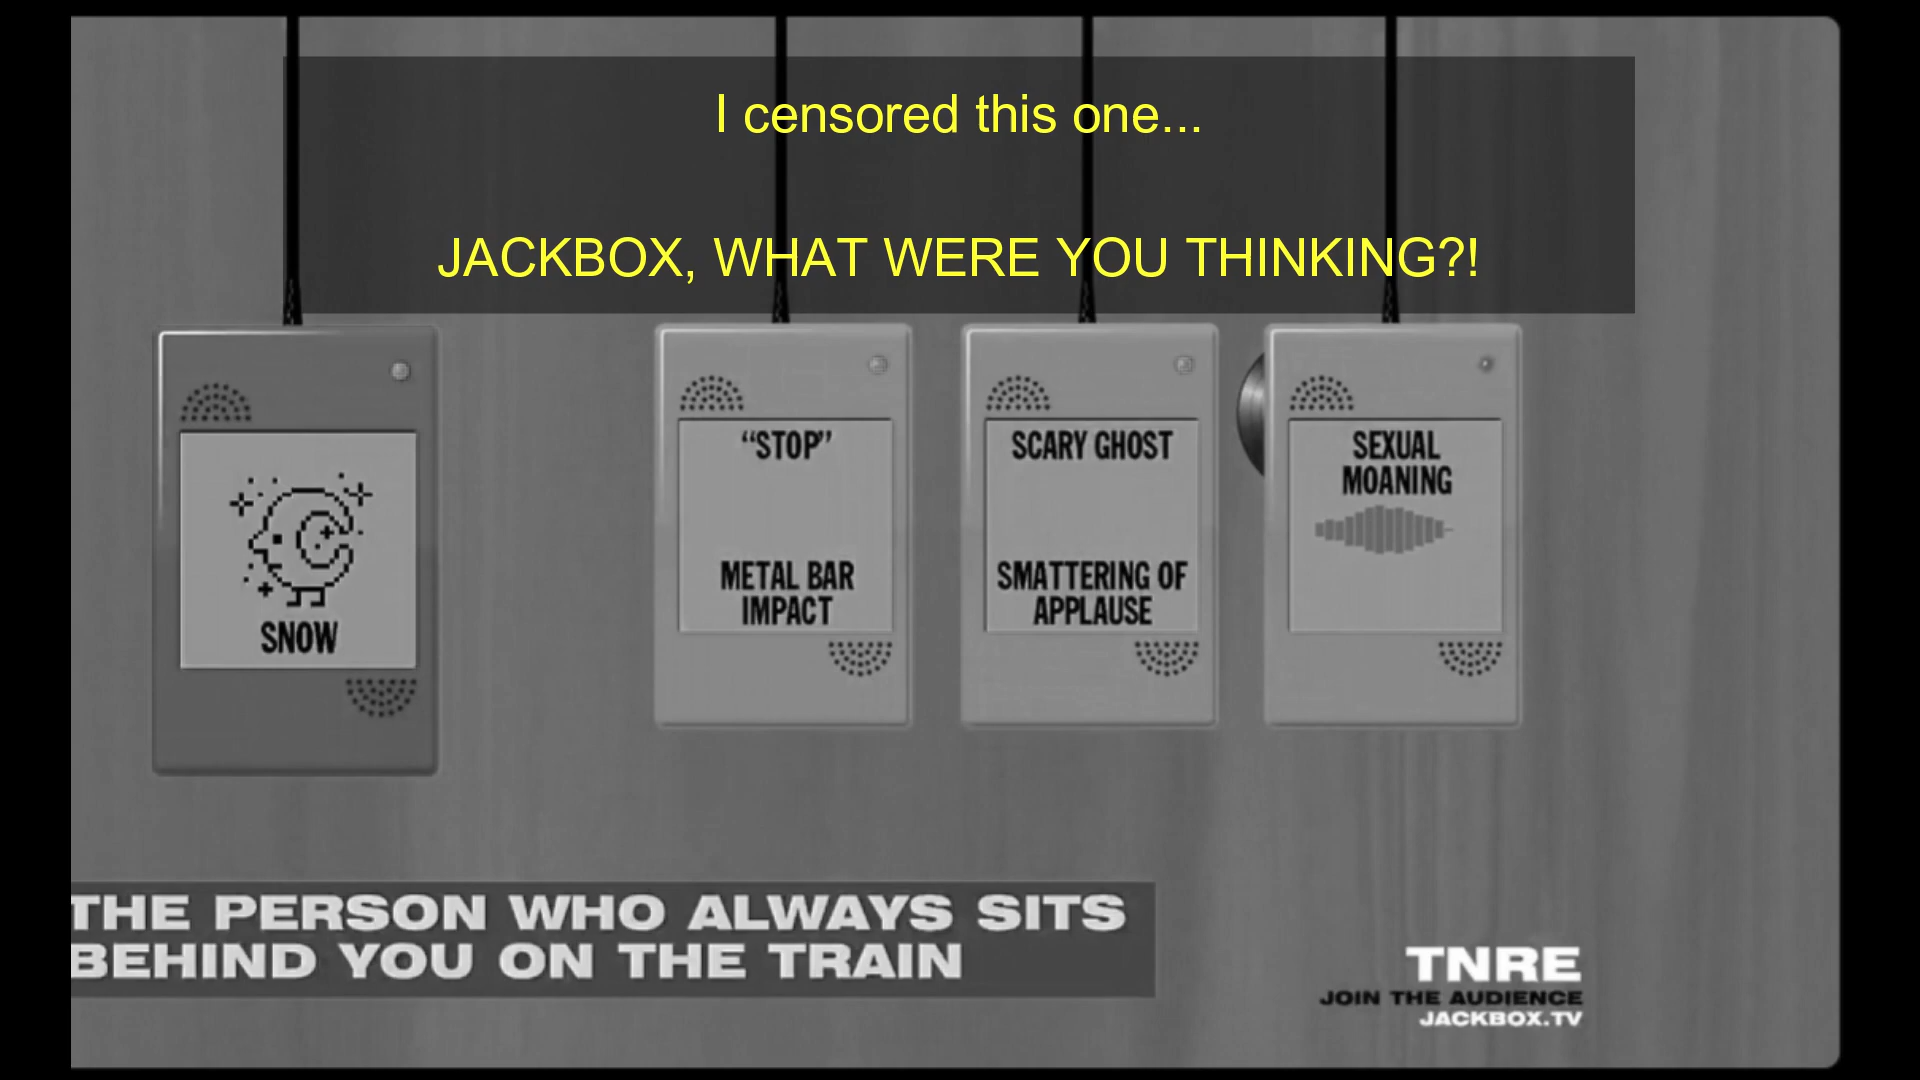 I censored this one...
JACKBOX, WHAT WERE YOU THINKING?!
SNOW
“STOP”
METAL BAR
IMPACT
SCARY GHOST
SMATTERING OF
APPLAUSE
SEXUAL
MOANING
THE PERSON WHO ALWAYS SITS
BEHIND YOU ON THE TRAIN
TNRE
JOIN THE AUDIENCE
JACKBOX.TV